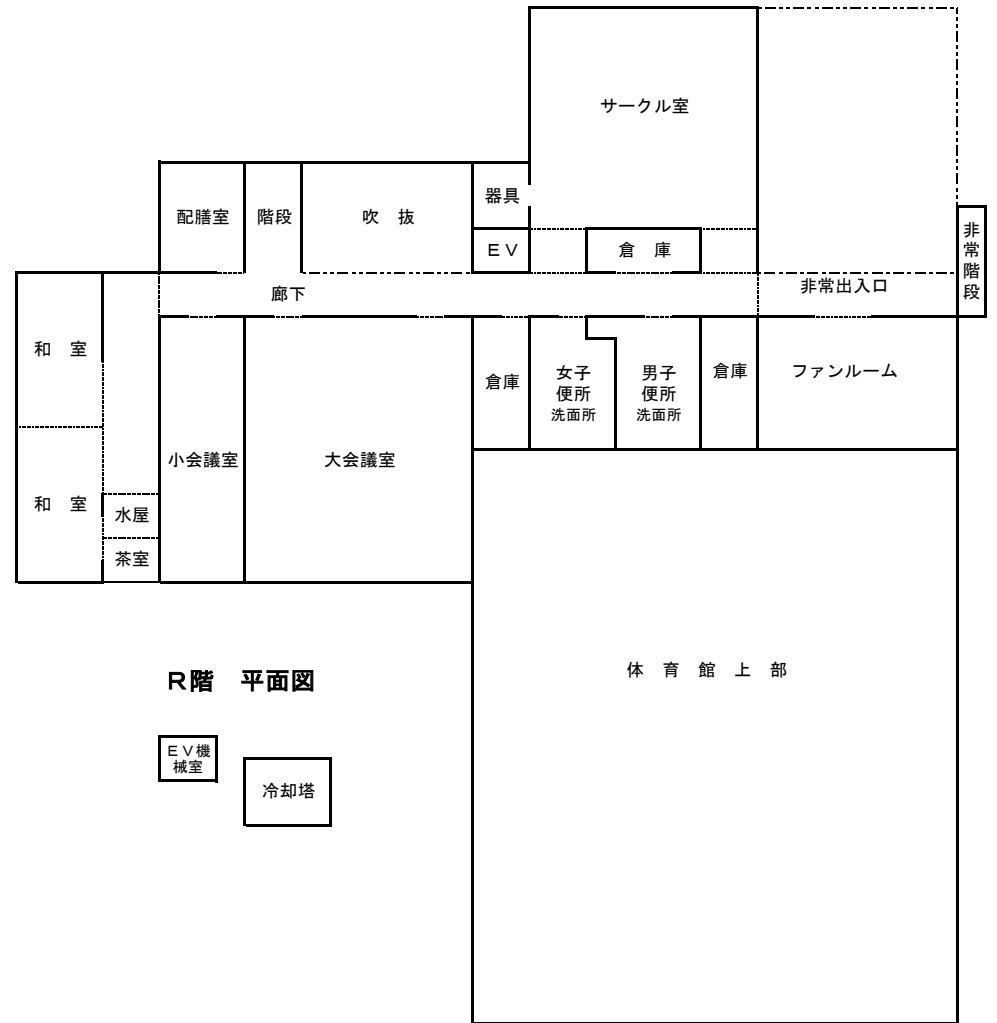 サークル室
器具
配膳室
階段
吹　抜
非常階段
ＥＶ
倉　庫
廊下
非常出入口
和　室
倉庫
女子
便所
洗面所
男子
便所
洗面所
倉庫
ファンルーム
小会議室
大会議室
和　室
水屋
茶室
体　育　館　上　部
Ｒ階　平面図
ＥＶ機
械室
冷却塔